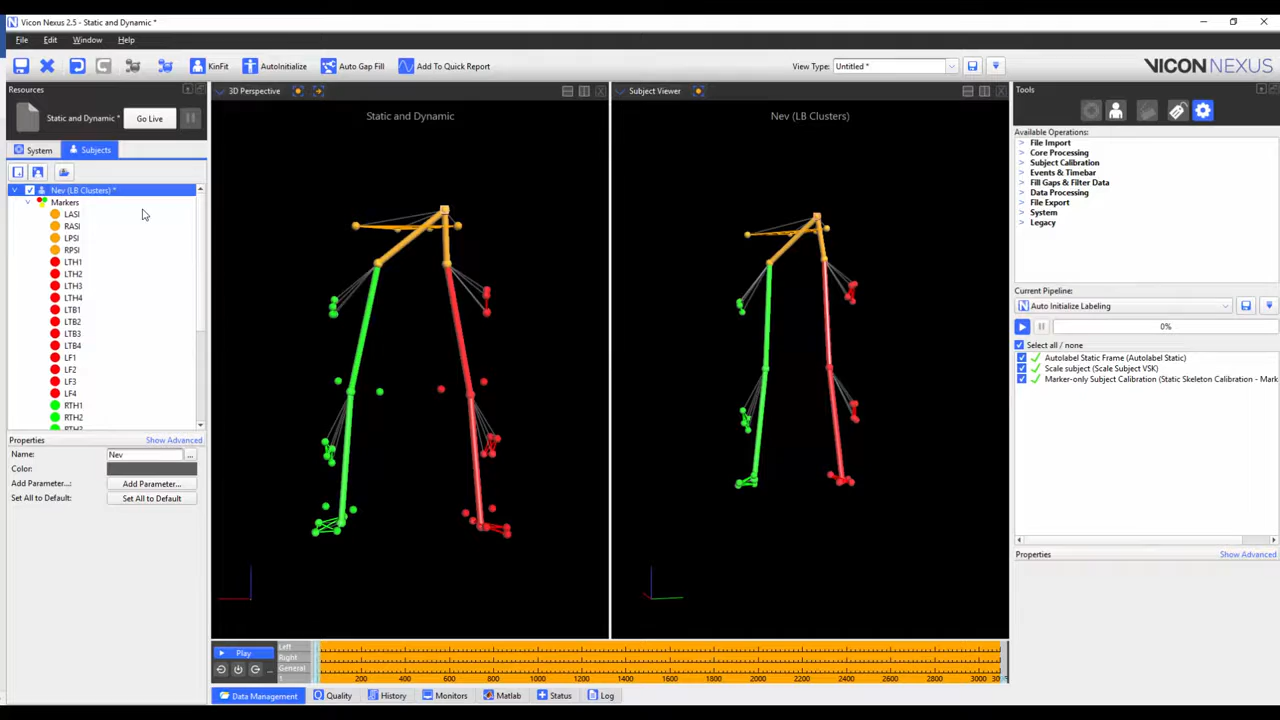 Vicon Nexus 2.5 - Static and Dynamic *
File Edit Window Help
KinFit AutoInitialize Auto Gap Fill Add To Quick Report View Type: Untitled * VICON NEXUS
Resources
Static and Dynamic * Go Live
System Subjects
Nev (LB Clusters) *
Markers
LASI
RASI
LPSI
RPSI
LTH1
LTH2
LTH3
LTH4
LTB1
LTB2
LTB3
LTB4
LF1
LF2
LF3
LF4
RTH1
RTH2
Properties Show Advanced
Name: Nev ...
Color:
Add Parameter...: Add Parameter...
Set All to Default: Set All to Default
3D Perspective
Static and Dynamic
Subject Viewer
Nev (LB Clusters)
Play
Left
Right
General
1 200 400 600 800 1000 1200 1400 1600 1800 2000 2200 2400 2600 2800
Data Management Quality History Monitors Matlab Status Log
Tools
Available Operations:
> File Import
> Core Processing
> Subject Calibration
> Events & Timebar
> Fill Gaps & Filter Data
> Data Processing
> File Export
> System
> Legacy
Current Pipeline:
Auto Initialize Labeling
0%
Select all / none
Autolabel Static Frame (Autolabel Static)
Scale subject (Scale Subject VSK)
Marker-only Subject Calibration (Static Skeleton Calibration - Mark
Properties Show Advanced